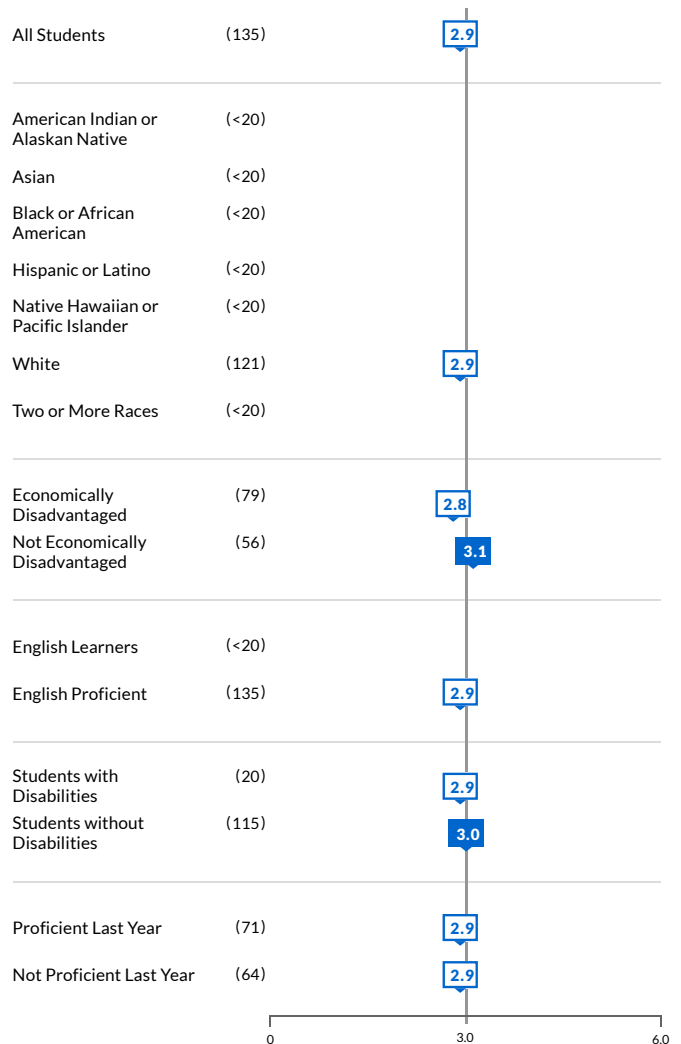 All Students (135) 2.9
American Indian or (<20)
Alaskan Native
Asian (<20)
Black or African (<20)
American
Hispanic or Latino (<20)
Native Hawaiian or (<20)
Pacific Islander
White (121) 2.9
Two or More Races (<20)
Economically (79) 2.8
Disadvantaged
Not Economically (56) 3.1
Disadvantaged
English Learners (<20)
English Proficient (135) 2.9
Students with (20) 2.9
Disabilities
Students without (115) 3.0
Disabilities
Proficient Last Year (71) 2.9
Not Proficient Last Year (64) 2.9
0 3.0 6.0